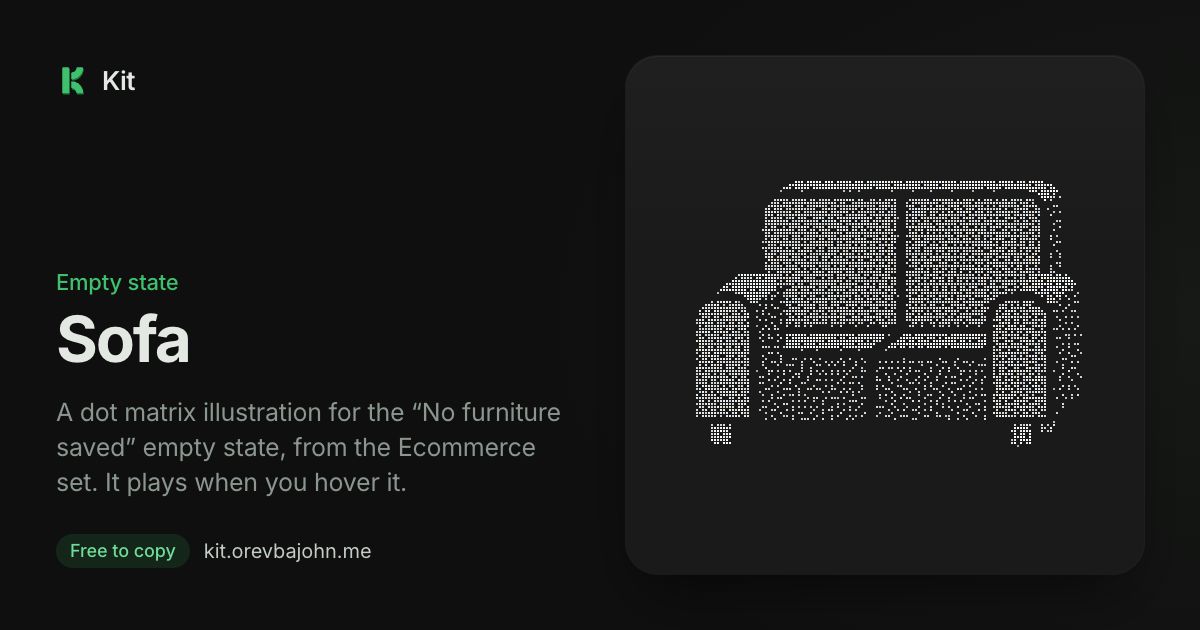 Kit
Empty state
Sofa
A dot matrix illustration for the “No furniture
saved” empty state, from the Ecommerce
set. It plays when you hover it.
Free to copy
kit.orevbajohn.me